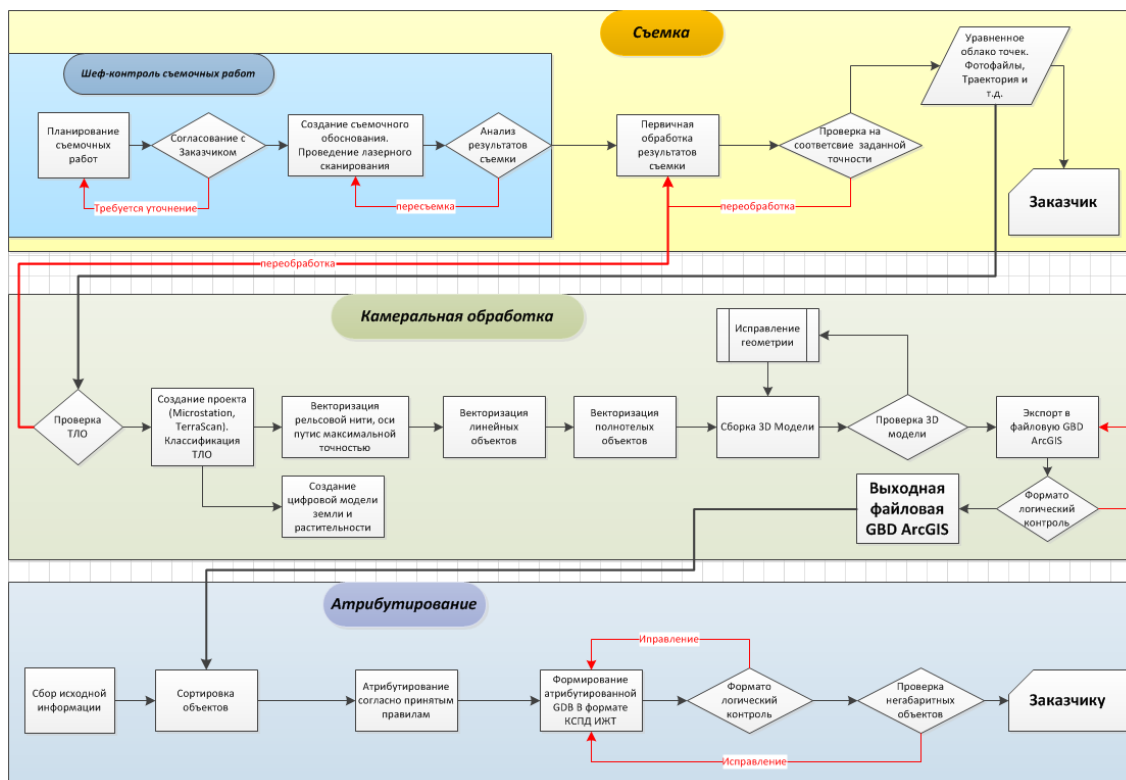 Съемка
Шеф-контроль съемочных работ
Планирование
съемочных
работ
Согласование с
Заказчиком
Требуется уточнение
Создание съемочного
обоснования.
Проведение лазерного
сканирования
Анализ
результатов
съемки
пересъемка
Первичная
обработка
результатов
съемки
Проверка на
соответсвие заданной
точности
переобработка
Уравненное
облако точек.
Фотофайлы,
Траектория и
т.д.
Заказчик
переобработка
Камеральная обработка
Проверка
ТЛО
Создание проекта
(Microstation,
TerraScan).
Классификация
ТЛО
Создание
цифровой модели
земли и
растительности
Векторизация
рельсовой нити, оси
путис максимальной
точностью
Векторизация
линейных
объектов
Векторизация
полнотелых
объектов
Исправление
геометрии
Сборка 3D Модели
Проверка 3D
модели
Экспорт в
файловую GBD
ArcGIS
Формато
логический
контроль
Выходная
файловая
GBD ArcGIS
Атрибутирование
Сбор исходной
информации
Сортировка
объектов
Атрибутирование
согласно принятым
правилам
Формирование
атрибутированной
GDB В формате
КСПД ИЖТ
Иправление
Формато
логический
контроль
Проверка
негабаритных
объектов
Исправление
Заказчику